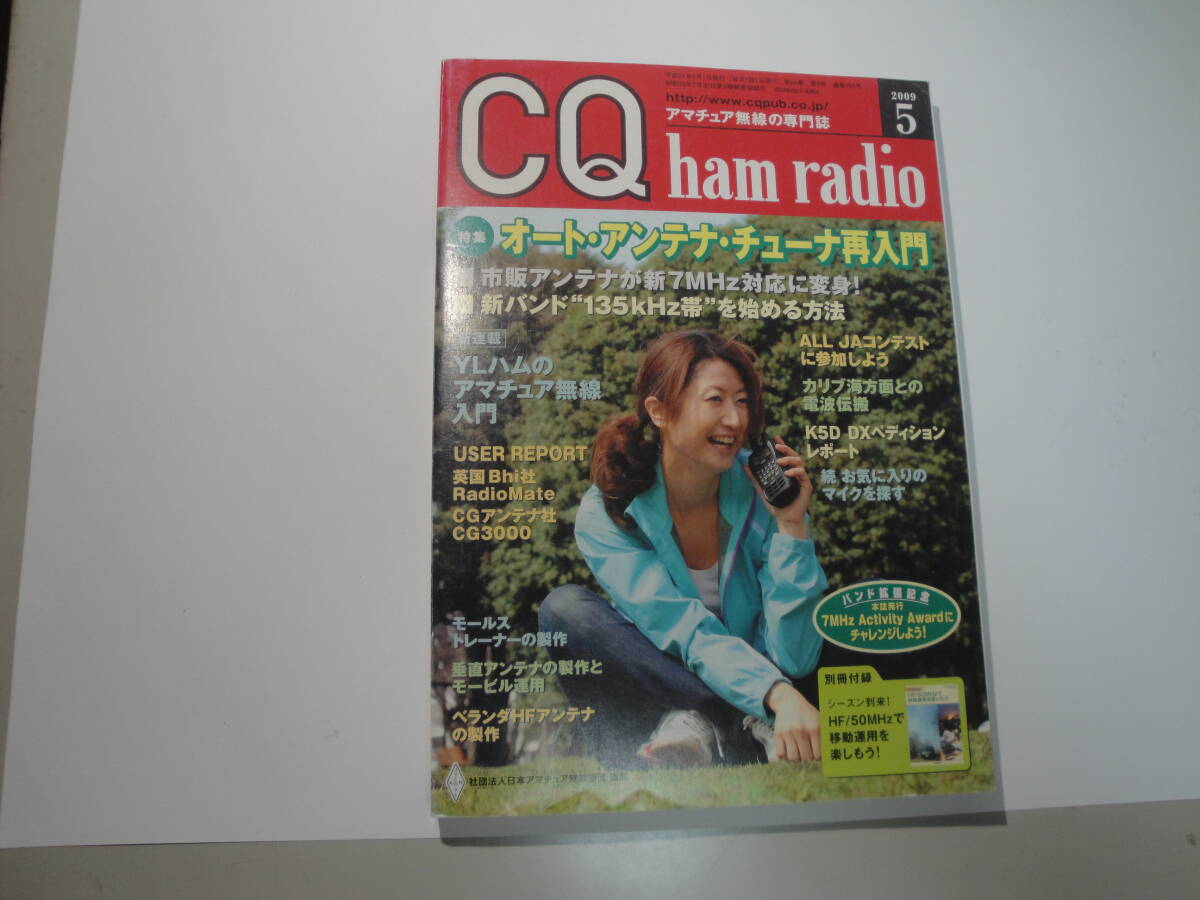 CQ ham radio
http://www.cqpub.co.jp/
アマチュア無線の専門誌
2009
5
特集
オート・アンテナ・チューナ再入門
市販アンテナが新7MHz対応に変身!
新バンド“135kHz帯”を始める方法
新連載
YLハムの
アマチュア無線
入門
USER REPORT
英国Bhi社
RadioMate
CGアンテナ社
CG3000
モールス
トレーナーの製作
垂直アンテナの製作と
モービル運用
ベランダHFアンテナ
の製作
ALL JAコンテスト
に参加しよう
カリブ海方面との
電波伝搬
K5D DXペディション
レポート
続 お気に入りの
マイクを探す
バンド拡張記念
本誌発行
7MHz Activity Awardに
チャレンジしよう!
別冊付録
シーズン到来!
HF/50MHzで
移動運用を
楽しもう!
社団法人日本アマチュア無線連盟